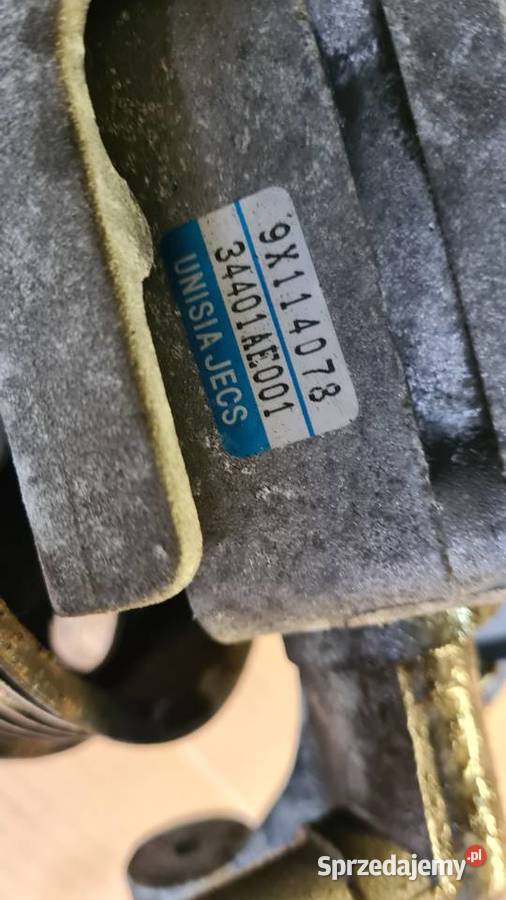 9X114078
34401AE001
UNISIA JECS
Sprzedajemy.pl